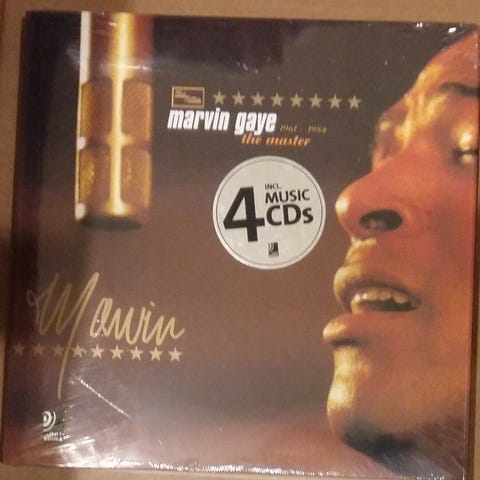 marvin gaye 1961 - 1984
the master
INCL.
4 MUSIC
CDs
Marvin